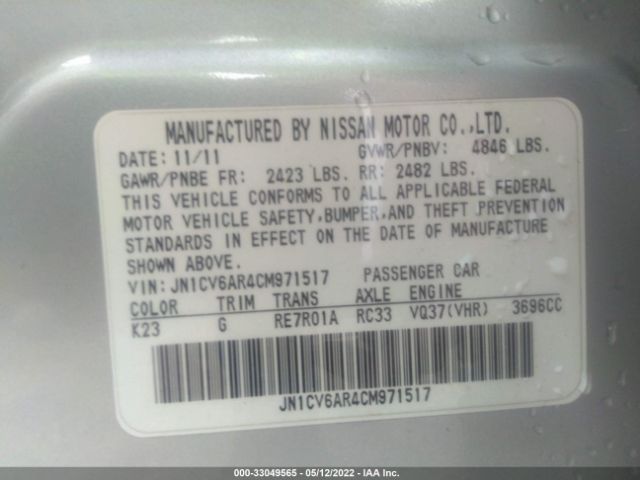 MANUFACTURED BY NISSAN MOTOR CO.,LTD.
DATE: 11/11 GVWR/PNBV: 4846 LBS.
GAWR/PNBE FR: 2423 LBS. RR: 2482 LBS.
THIS VEHICLE CONFORMS TO ALL APPLICABLE FEDERAL
MOTOR VEHICLE SAFETY,BUMPER,AND THEFT PREVENTION
STANDARDS IN EFFECT ON THE DATE OF MANUFACTURE
SHOWN ABOVE.
VIN: JN1CV6AR4CM971517 PASSENGER CAR
COLOR TRIM TRANS AXLE ENGINE
K23 G RE7R01A RC33 VQ37(VHR) 3696CC
JN1CV6AR4CM971517
000-33049565 - 05/12/2022 - IAA Inc.